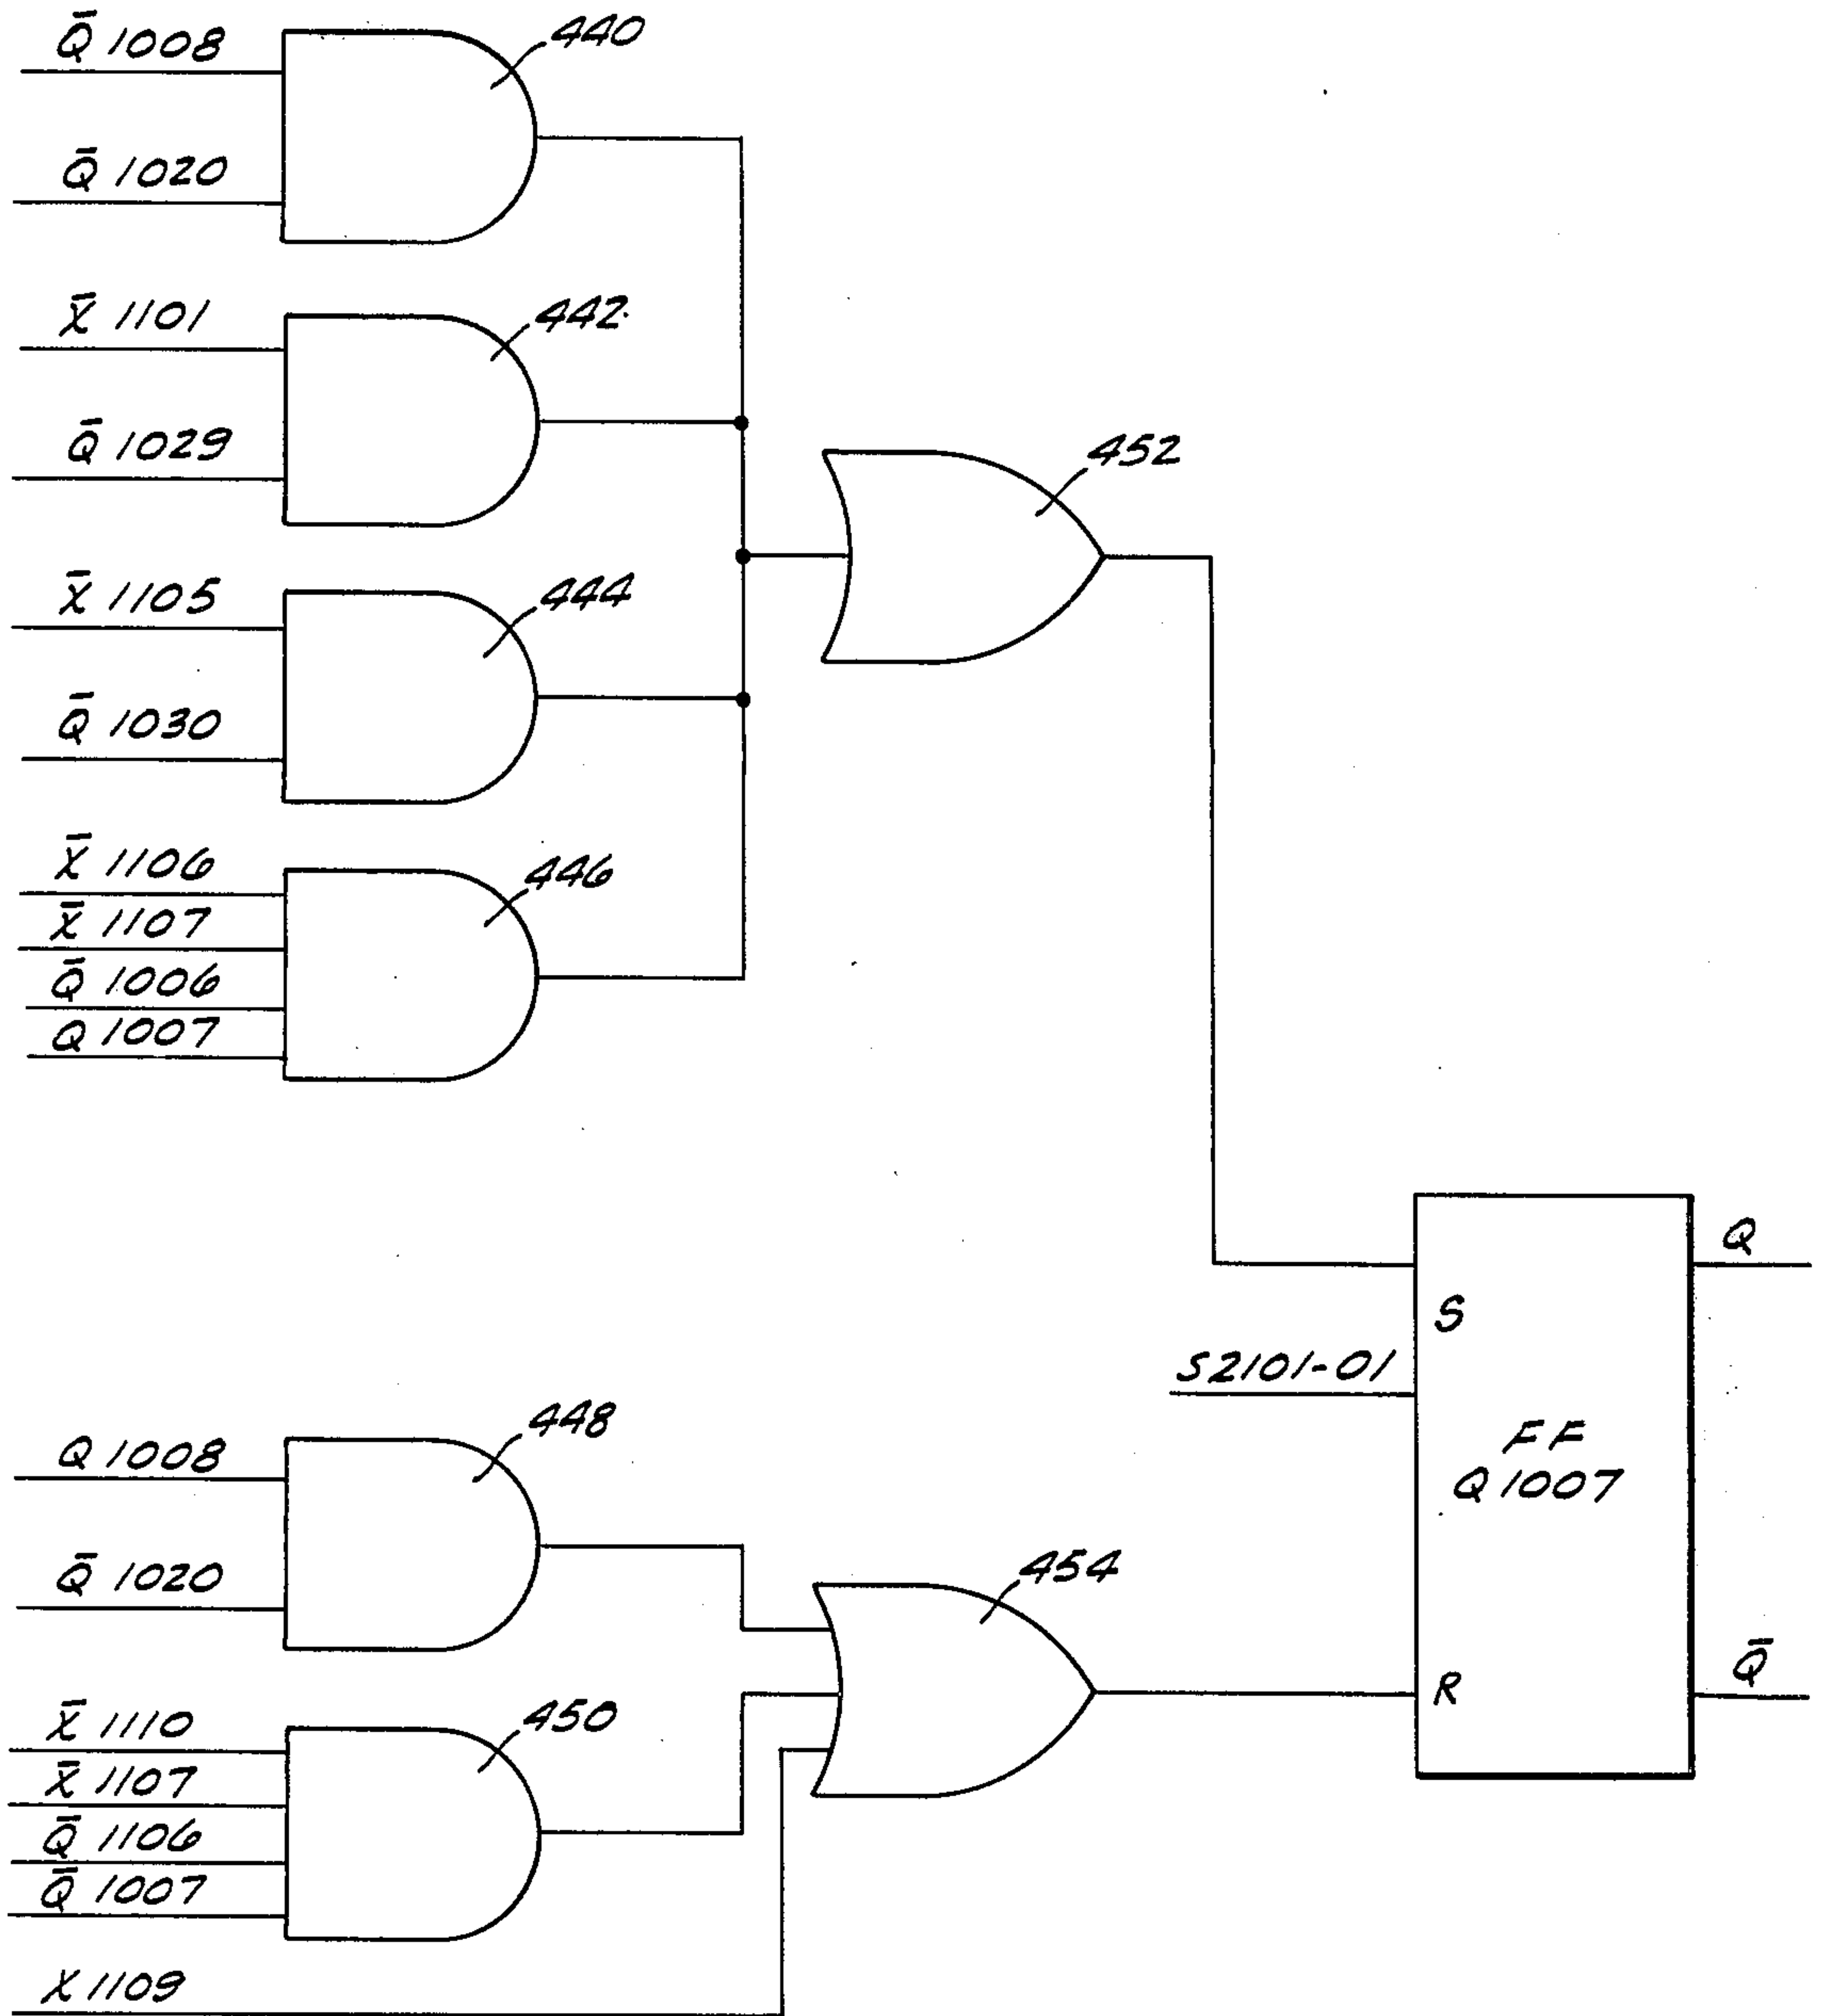 Q̄ 1008
440
Q̄ 1020
X̄ 1101
442
Q̄ 1029
452
X̄ 1105
444
Q̄ 1030
X̄ 1106
446
X̄ 1107
Q̄ 1006
Q 1007
Q
S
S2101-01
FF
Q1007
Q 1008
448
Q̄ 1020
454
Q̄
R
X̄ 1110
450
X̄ 1107
Q̄ 1106
Q̄ 1007
X 1109